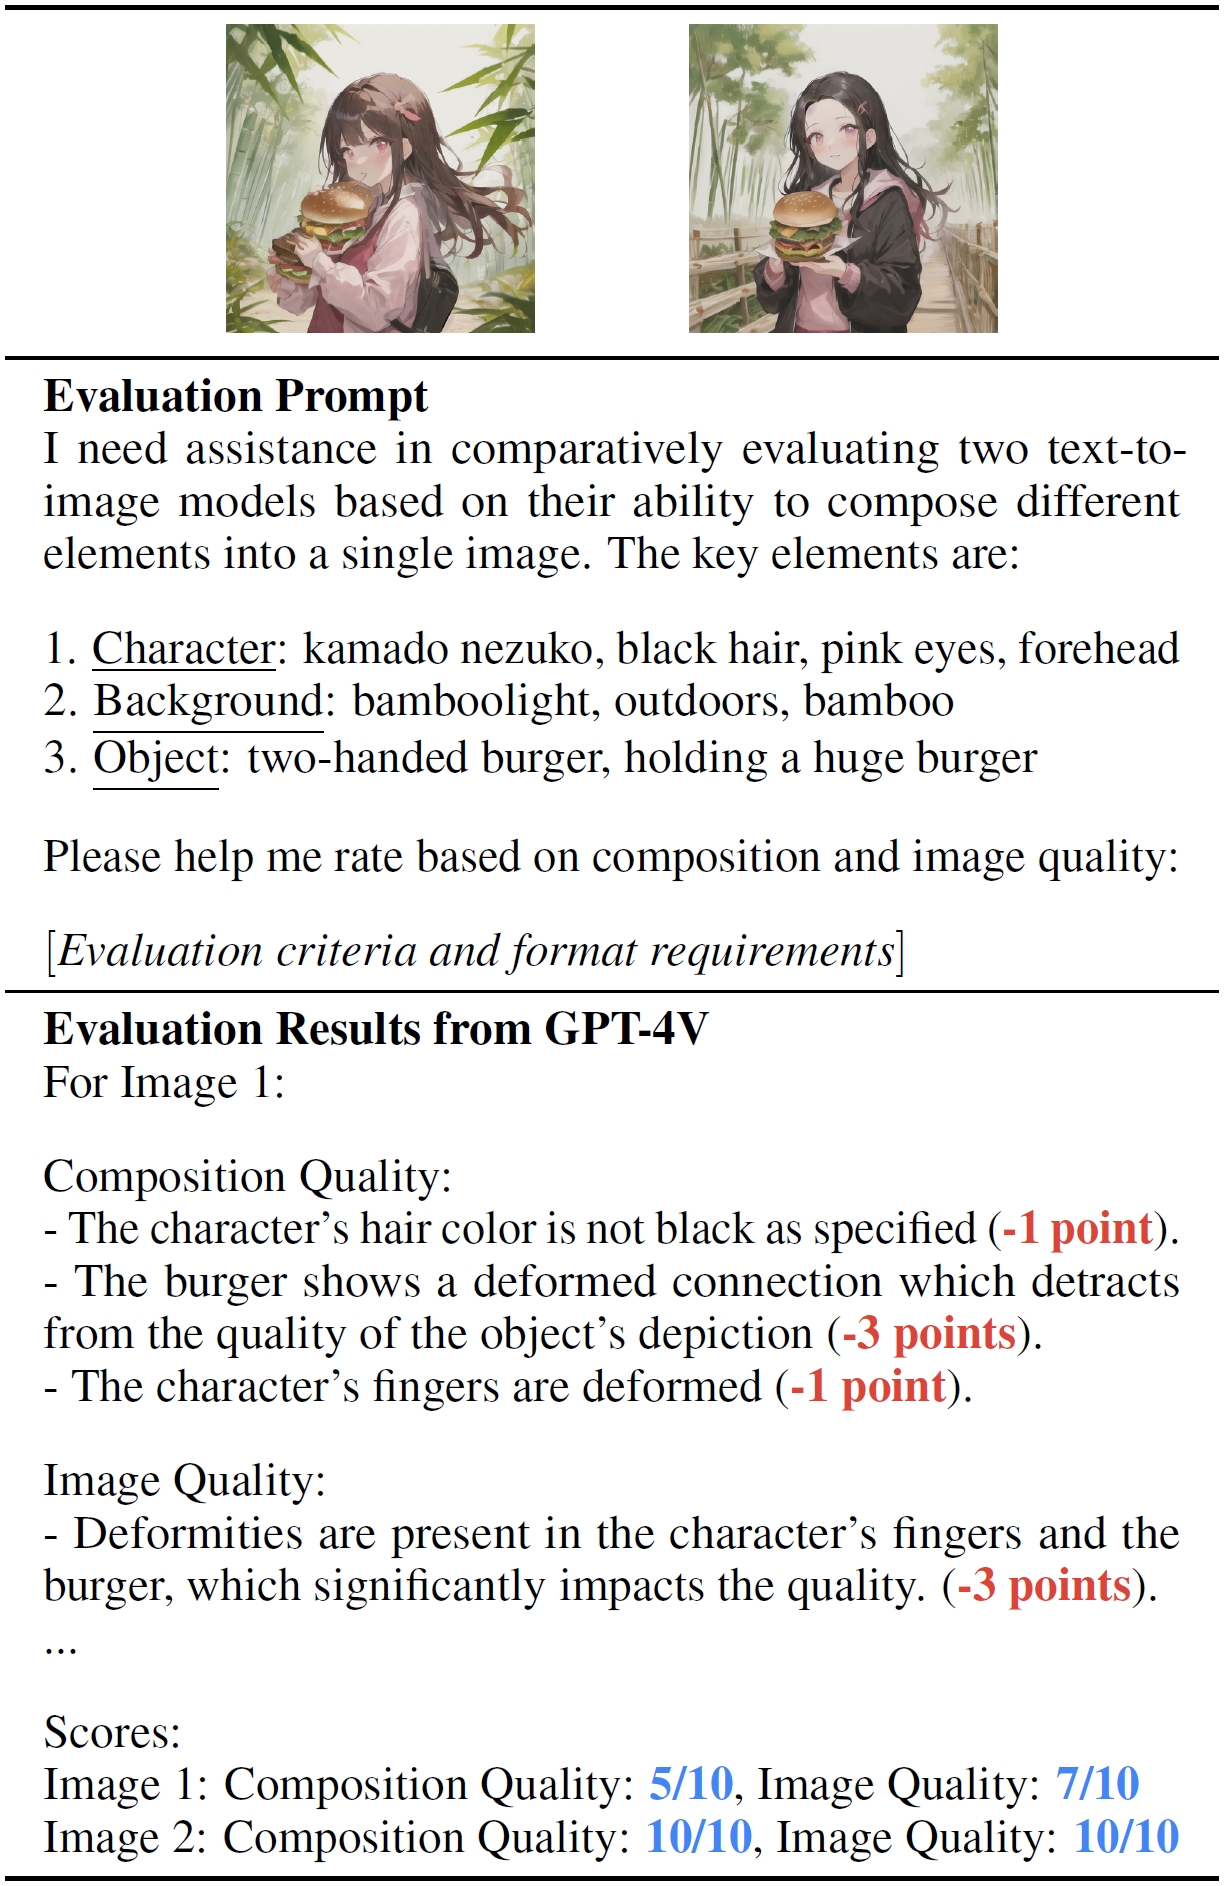 Evaluation Prompt
I need assistance in comparatively evaluating two text-to-
image models based on their ability to compose different
elements into a single image. The key elements are:
1. Character: kamado nezuko, black hair, pink eyes, forehead
2. Background: bamboolight, outdoors, bamboo
3. Object: two-handed burger, holding a huge burger
Please help me rate based on composition and image quality:
[Evaluation criteria and format requirements]
Evaluation Results from GPT-4V
For Image 1:
Composition Quality:
- The character's hair color is not black as specified (-1 point).
- The burger shows a deformed connection which detracts
from the quality of the object's depiction (-3 points).
- The character's fingers are deformed (-1 point).
Image Quality:
- Deformities are present in the character's fingers and the
burger, which significantly impacts the quality. (-3 points).
...
Scores:
Image 1: Composition Quality: 5/10, Image Quality: 7/10
Image 2: Composition Quality: 10/10, Image Quality: 10/10